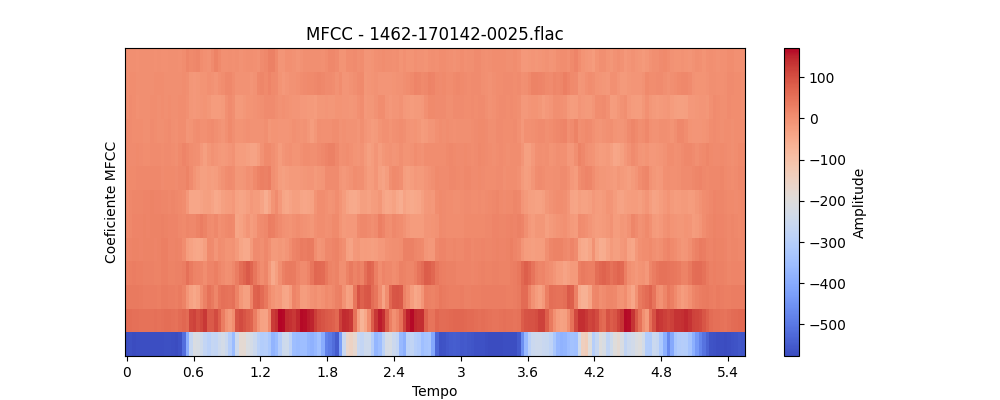 MFCC - 1462-170142-0025.flac
Coeficiente MFCC
0 0.6 1.2 1.8 2.4 3 3.6 4.2 4.8 5.4
Tempo
100
0
−100
−200
−300
−400
−500
Amplitude